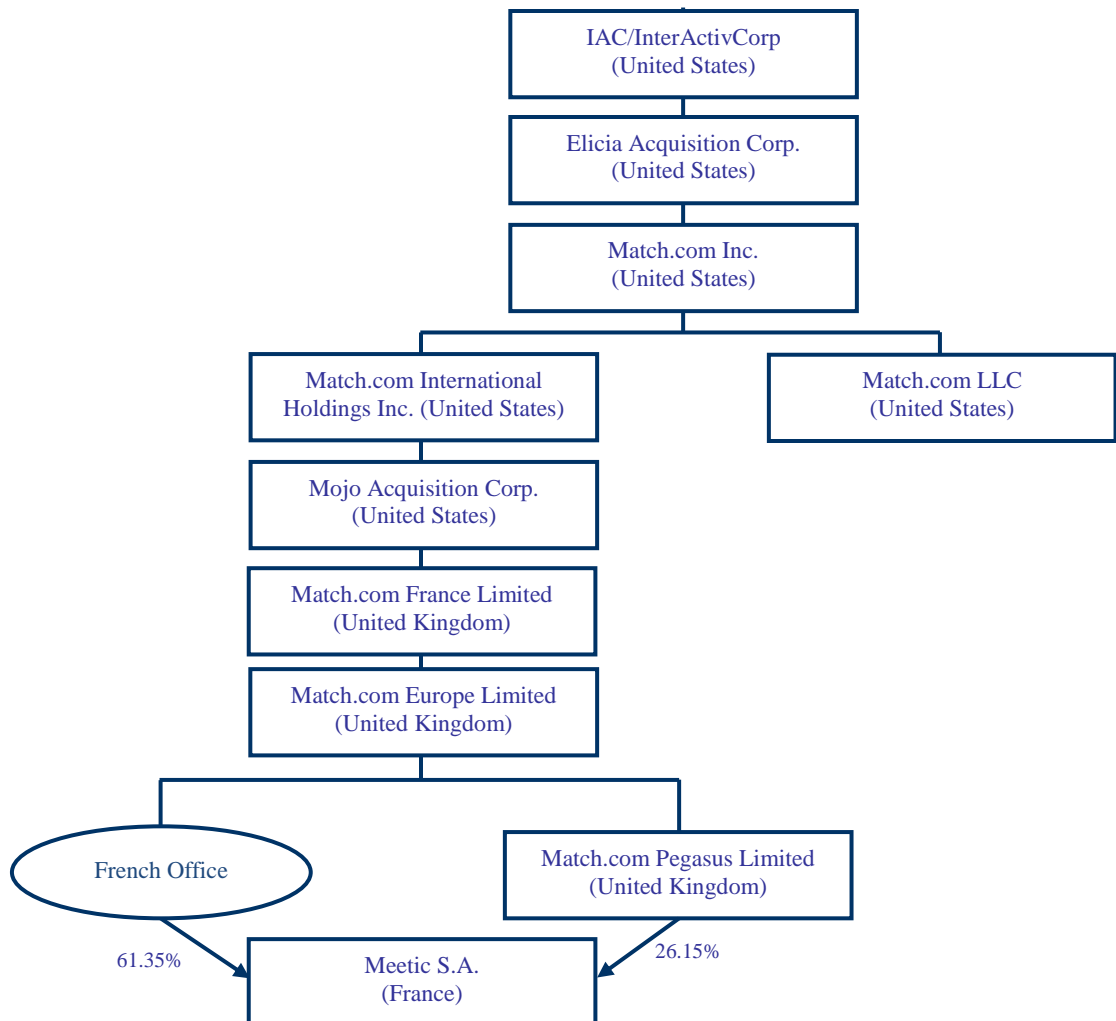 IAC/InterActivCorp
(United States)
Elicia Acquisition Corp.
(United States)
Match.com Inc.
(United States)
Match.com International
Holdings Inc. (United States)
Match.com LLC
(United States)
Mojo Acquisition Corp.
(United States)
Match.com France Limited
(United Kingdom)
Match.com Europe Limited
(United Kingdom)
French Office
Match.com Pegasus Limited
(United Kingdom)
61.35%
26.15%
Meetic S.A.
(France)